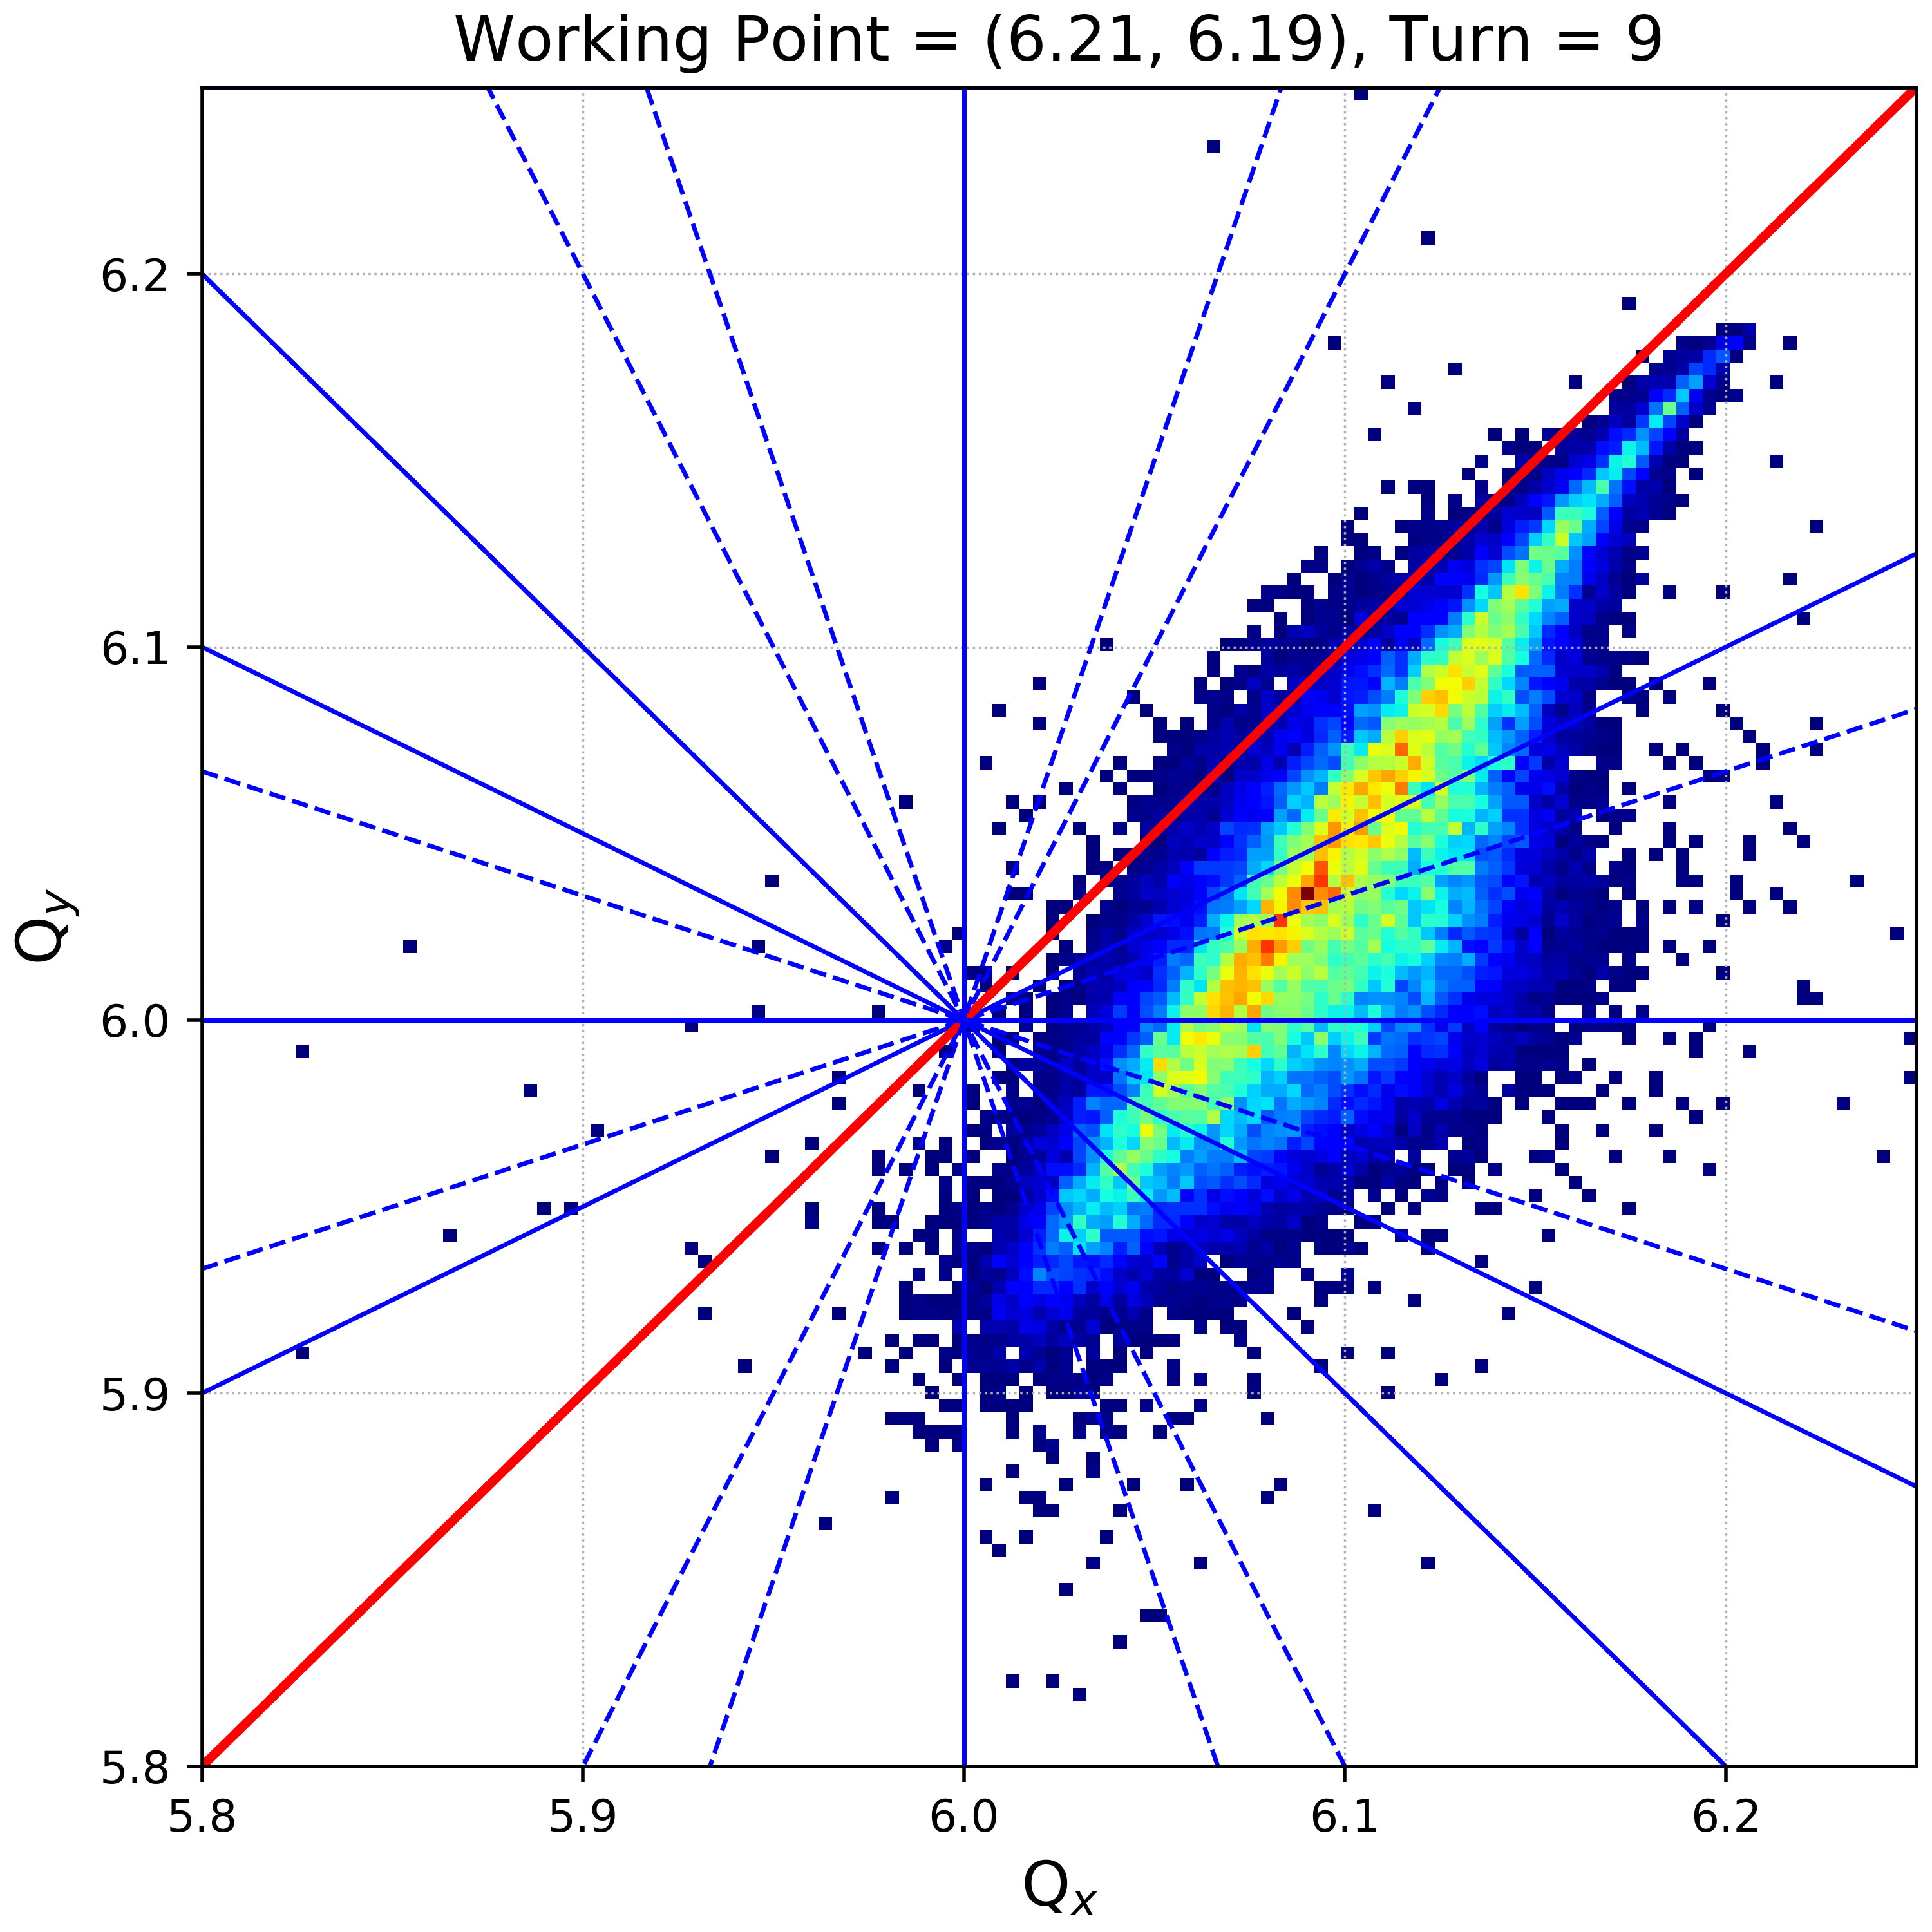 Working Point = (6.21, 6.19), Turn = 9
6.2
6.1
6.0
5.9
5.8
Qy
5.8 5.9 6.0 6.1 6.2
Qx